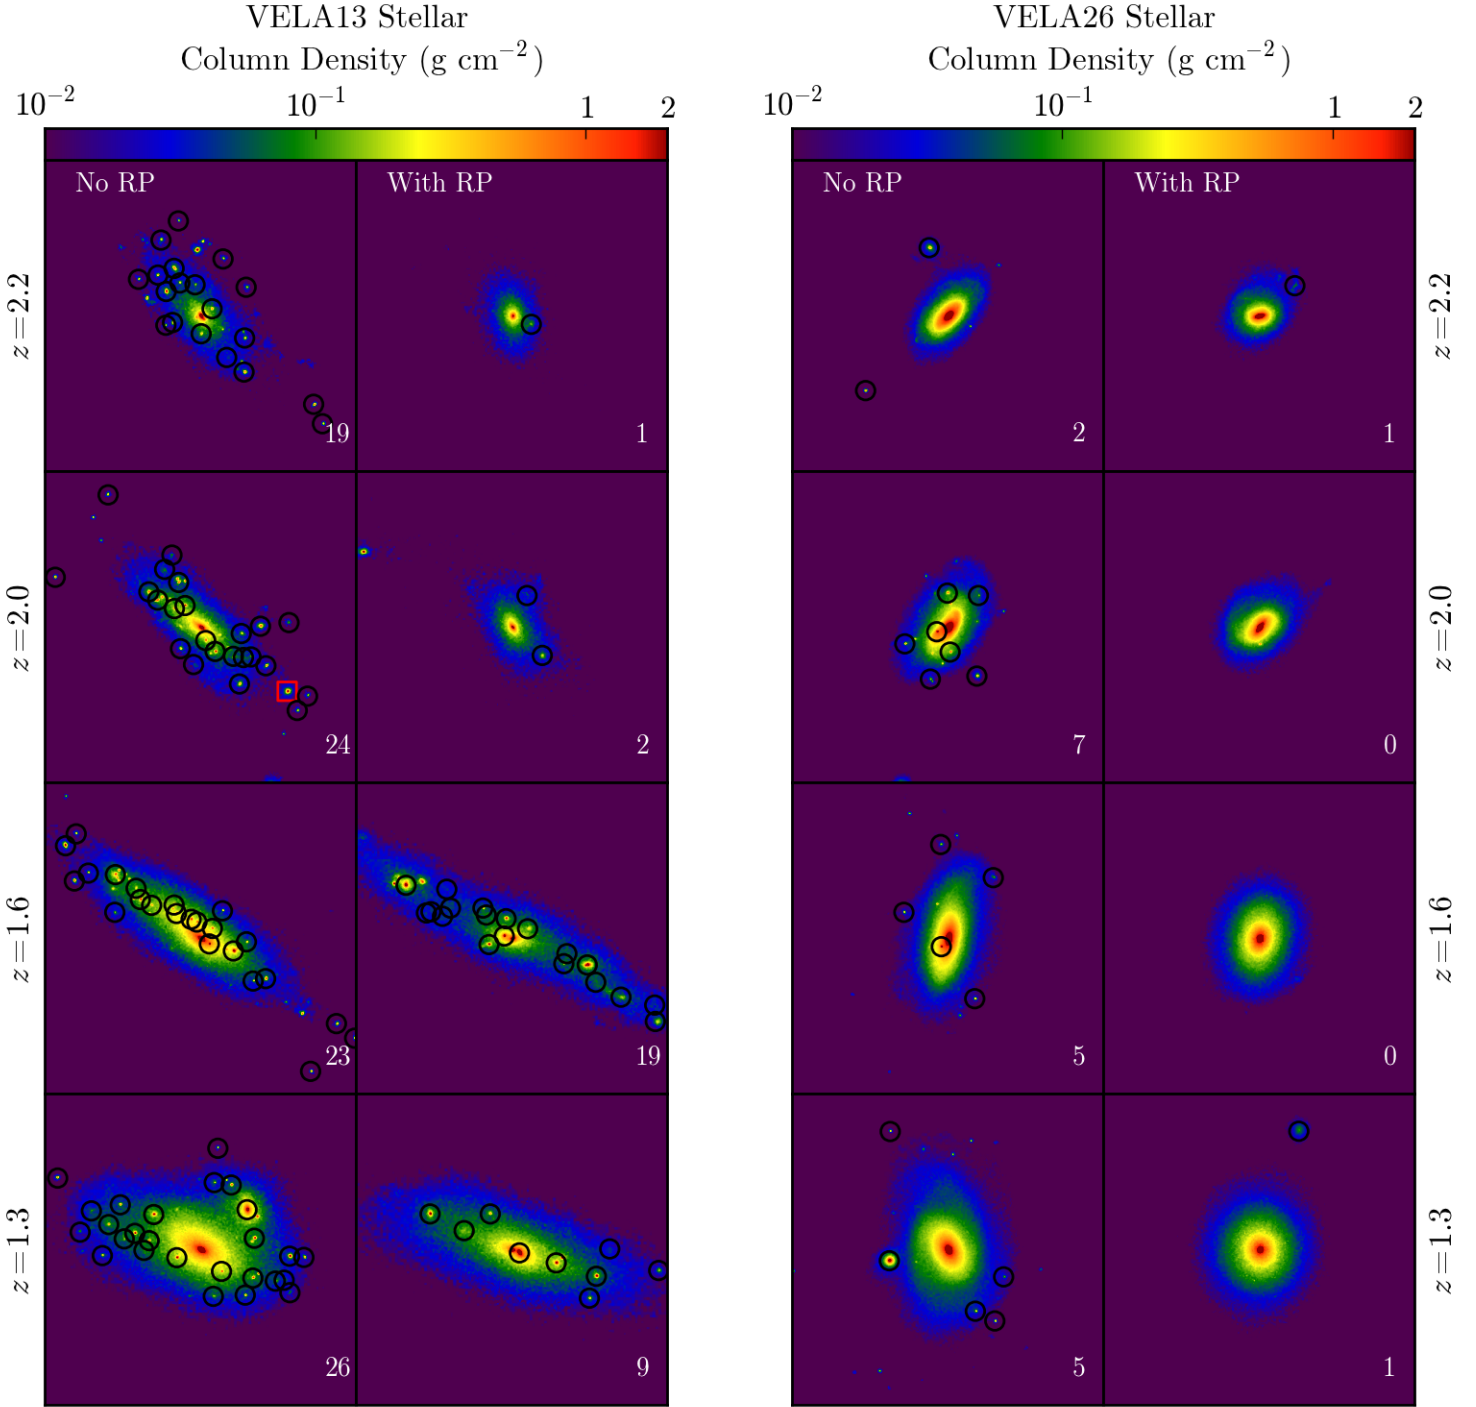 VELA13 Stellar
Column Density (g cm⁻²)
10⁻² 10⁻¹ 1 2
No RP With RP
z=2.2
19 1
z=2.0
24 2
z=1.6
23 19
z=1.3
26 9
VELA26 Stellar
Column Density (g cm⁻²)
10⁻² 10⁻¹ 1 2
No RP With RP
z=2.2
2 1
z=2.0
7 0
z=1.6
5 0
z=1.3
5 1